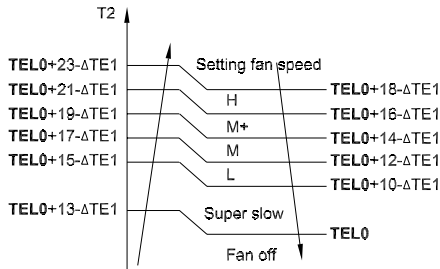 T2
TEL0+23-ΔTE1
Setting fan speed
TEL0+21-ΔTE1
TEL0+18-ΔTE1
H
TEL0+19-ΔTE1
TEL0+16-ΔTE1
M+
TEL0+17-ΔTE1
TEL0+14-ΔTE1
M
TEL0+15-ΔTE1
TEL0+12-ΔTE1
L
TEL0+10-ΔTE1
TEL0+13-ΔTE1
Super slow
TEL0
Fan off